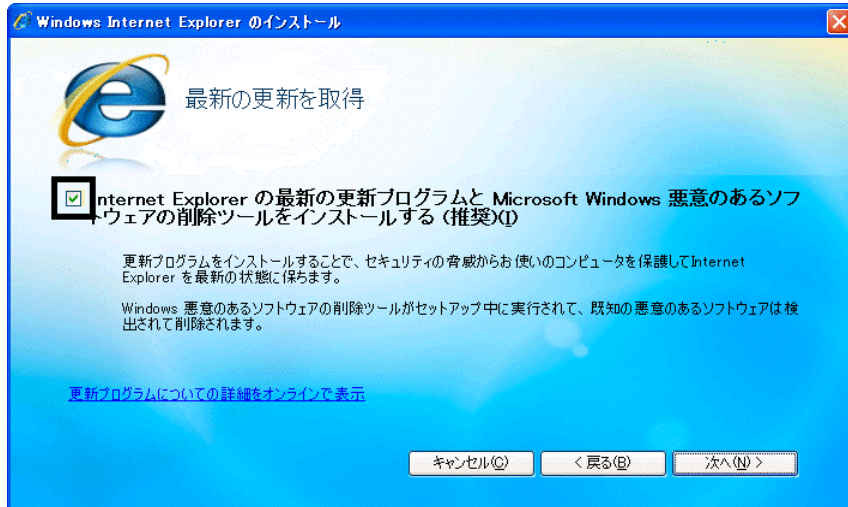 Windows Internet Explorer のインストール
最新の更新を取得
nternet Explorer の最新の更新プログラムと Microsoft Windows 悪意のあるソフ
トウェアの削除ツールをインストールする (推奨)(I)
更新プログラムをインストールすることで、セキュリティの脅威からお使いのコンピュータを保護してInternet
Explorer を最新の状態に保ちます。
Windows 悪意のあるソフトウェアの削除ツールがセットアップ中に実行されて、既知の悪意のあるソフトウェアは検
出されて削除されます。
更新プログラムについての詳細をオンラインで表示
キャンセル(C) < 戻る(B) 次へ(N) >